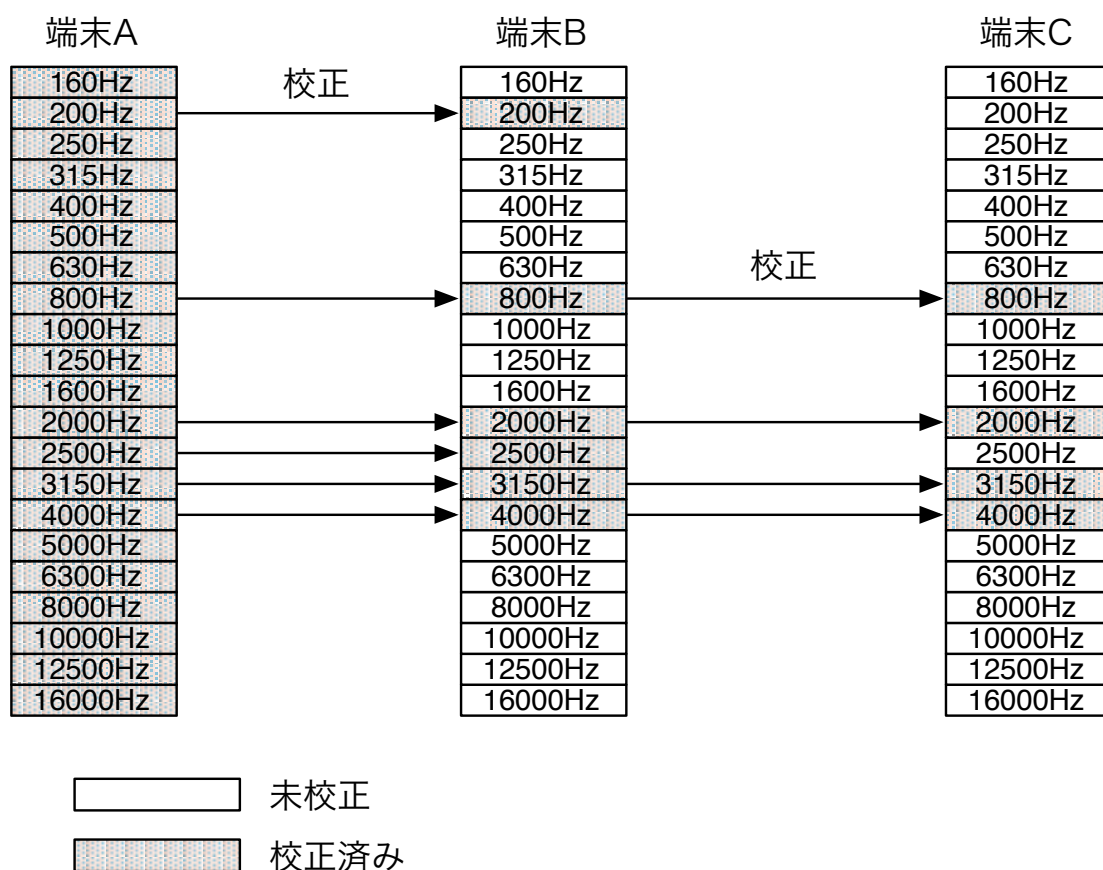 端末A 端末B 端末C
校正
校正
160Hz 160Hz 160Hz
200Hz 200Hz 200Hz
250Hz 250Hz 250Hz
315Hz 315Hz 315Hz
400Hz 400Hz 400Hz
500Hz 500Hz 500Hz
630Hz 630Hz 630Hz
800Hz 800Hz 800Hz
1000Hz 1000Hz 1000Hz
1250Hz 1250Hz 1250Hz
1600Hz 1600Hz 1600Hz
2000Hz 2000Hz 2000Hz
2500Hz 2500Hz 2500Hz
3150Hz 3150Hz 3150Hz
4000Hz 4000Hz 4000Hz
5000Hz 5000Hz 5000Hz
6300Hz 6300Hz 6300Hz
8000Hz 8000Hz 8000Hz
10000Hz 10000Hz 10000Hz
12500Hz 12500Hz 12500Hz
16000Hz 16000Hz 16000Hz
未校正
校正済み